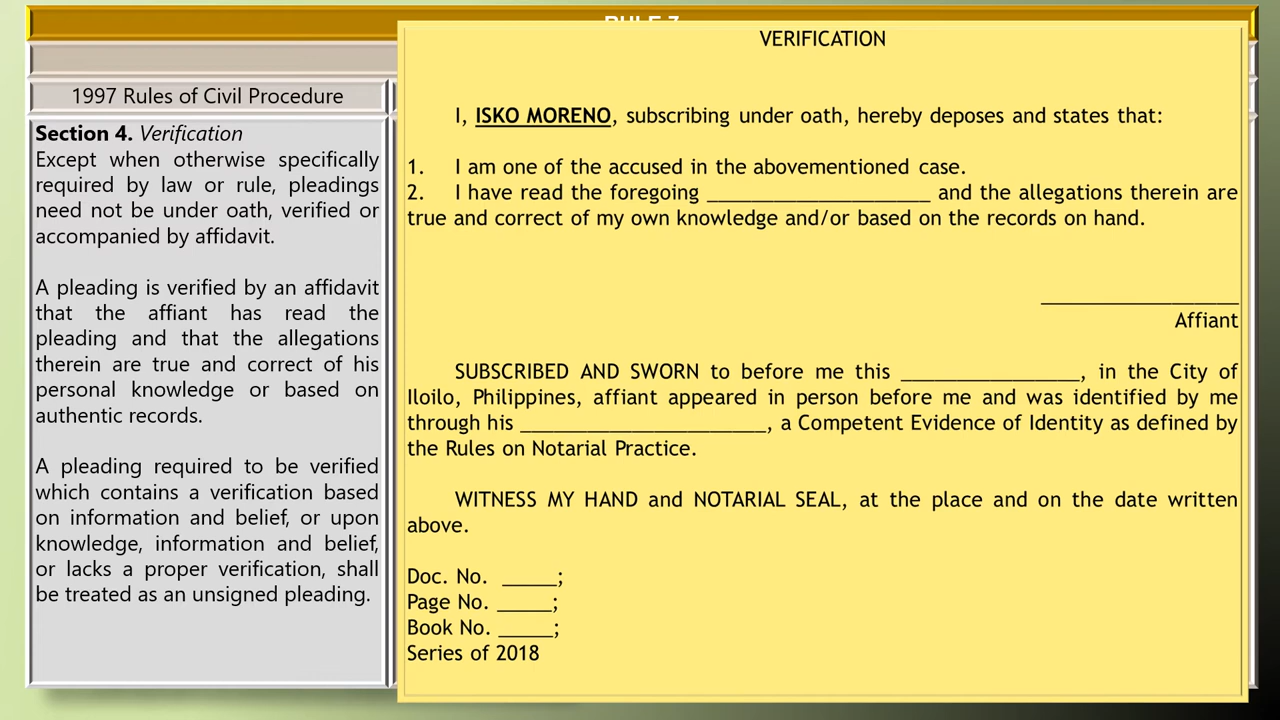 RULE 7
1997 Rules of Civil Procedure
Section 4. Verification
Except when otherwise specifically
required by law or rule, pleadings
need not be under oath, verified or
accompanied by affidavit.
A pleading is verified by an affidavit
that the affiant has read the
pleading and that the allegations
therein are true and correct of his
personal knowledge or based on
authentic records.
A pleading required to be verified
which contains a verification based
on information and belief, or upon
knowledge, information and belief,
or lacks a proper verification, shall
be treated as an unsigned pleading.
VERIFICATION
I, ISKO MORENO, subscribing under oath, hereby deposes and states that:
1. I am one of the accused in the abovementioned case.
2. I have read the foregoing ____________________ and the allegations therein are
true and correct of my own knowledge and/or based on the records on hand.
__________________
Affiant
SUBSCRIBED AND SWORN to before me this ________________, in the City of
Iloilo, Philippines, affiant appeared in person before me and was identified by me
through his ______________________, a Competent Evidence of Identity as defined by
the Rules on Notarial Practice.
WITNESS MY HAND and NOTARIAL SEAL, at the place and on the date written
above.
Doc. No. _____;
Page No. _____;
Book No. _____;
Series of 2018